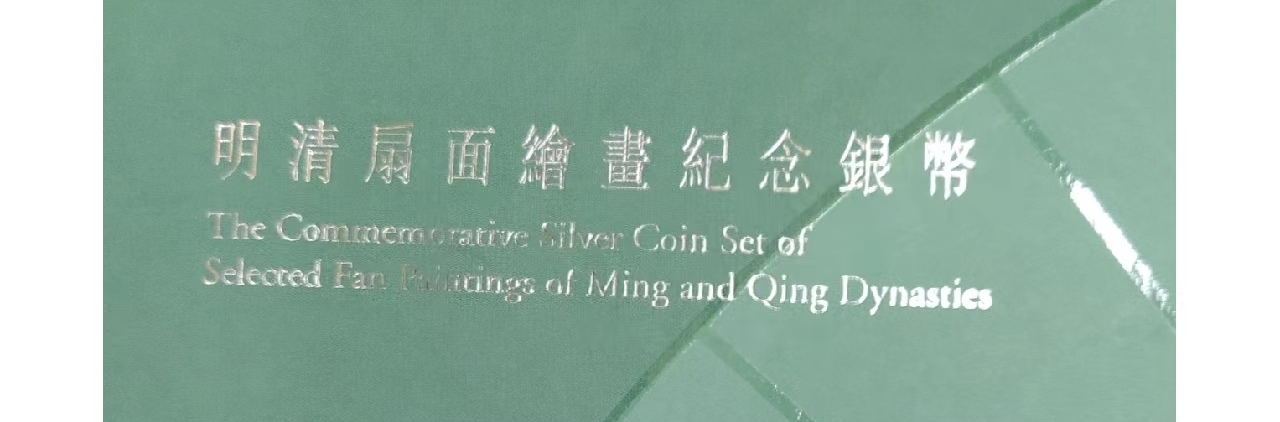 明清扇面繪畫紀念銀幣
The Commemorative Silver Coin Set of
Selected Fan Paintings of Ming and Qing Dynasties